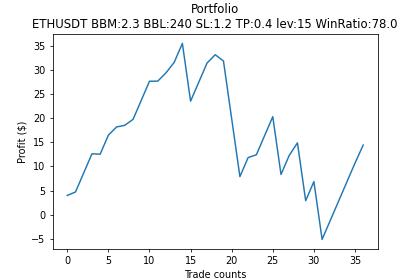 Portfolio
ETHUSDT BBM:2.3 BBL:240 SL:1.2 TP:0.4 lev:15 WinRatio:78.0
35
30
25
20
15
10
5
0
−5
Profit ($)
0 5 10 15 20 25 30 35
Trade counts